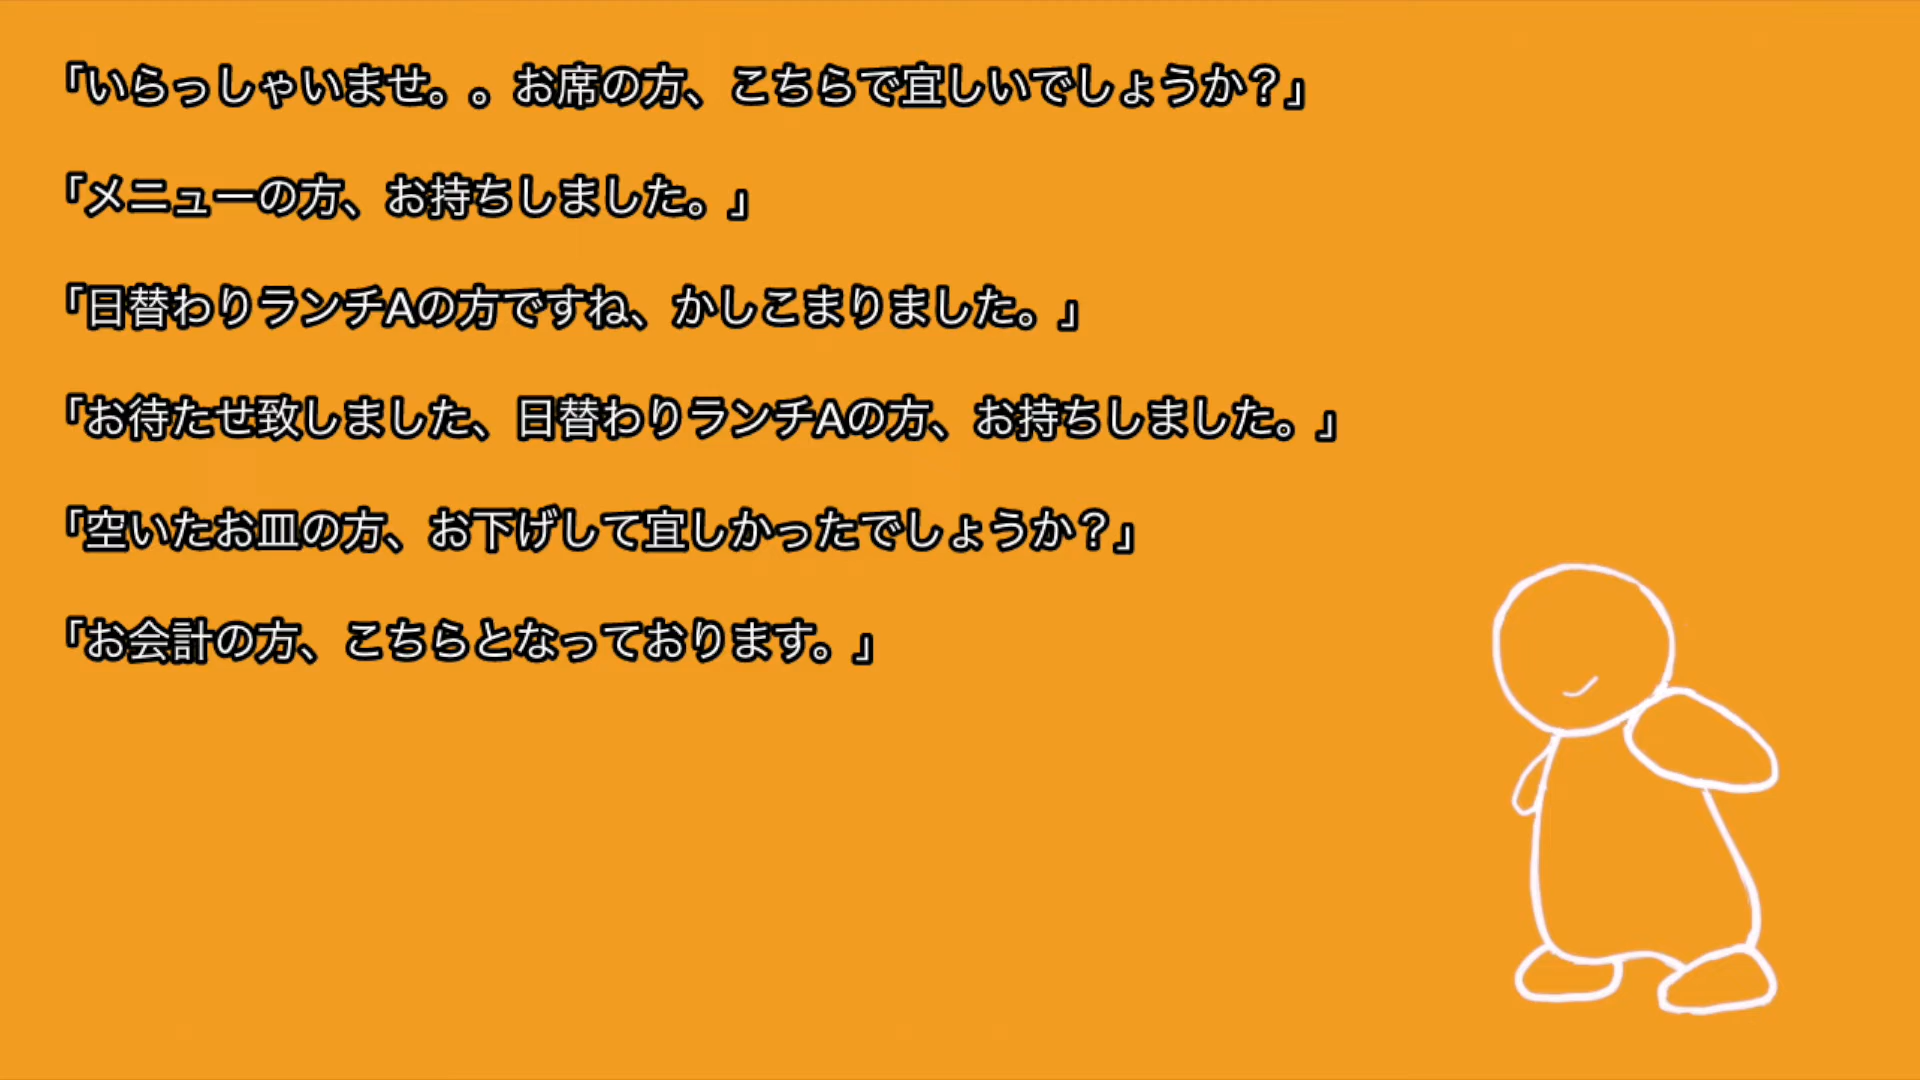 「いらっしゃいませ。。お席の方、こちらで宜しいでしょうか？」
「メニューの方、お持ちしました。」
「日替わりランチAの方ですね、かしこまりました。」
「お待たせ致しました、日替わりランチAの方、お持ちしました。」
「空いたお皿の方、お下げして宜しかったでしょうか？」
「お会計の方、こちらとなっております。」